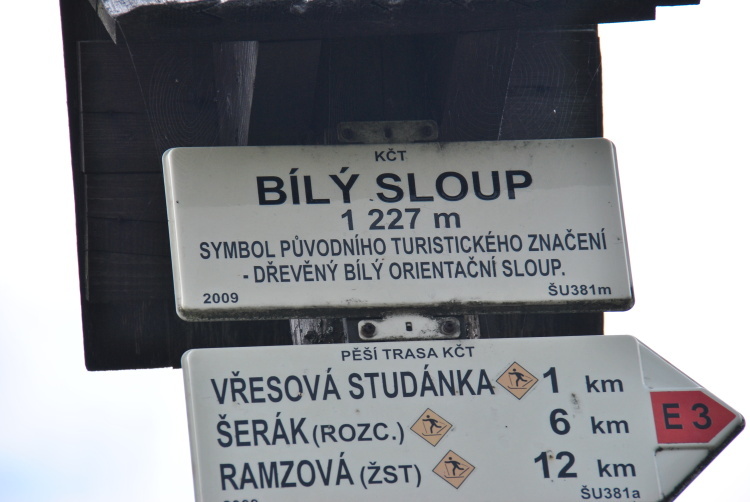 KČT
BÍLÝ SLOUP
1 227 m
SYMBOL PŮVODNÍHO TURISTICKÉHO ZNAČENÍ
- DŘEVĚNÝ BÍLÝ ORIENTAČNÍ SLOUP.
2009 ŠU381m
PĚŠÍ TRASA KČT
VŘESOVÁ STUDÁNKA 1 km
ŠERÁK (ROZC.) 6 km
E 3
RAMZOVÁ (ŽST) 12 km
ŠU381a